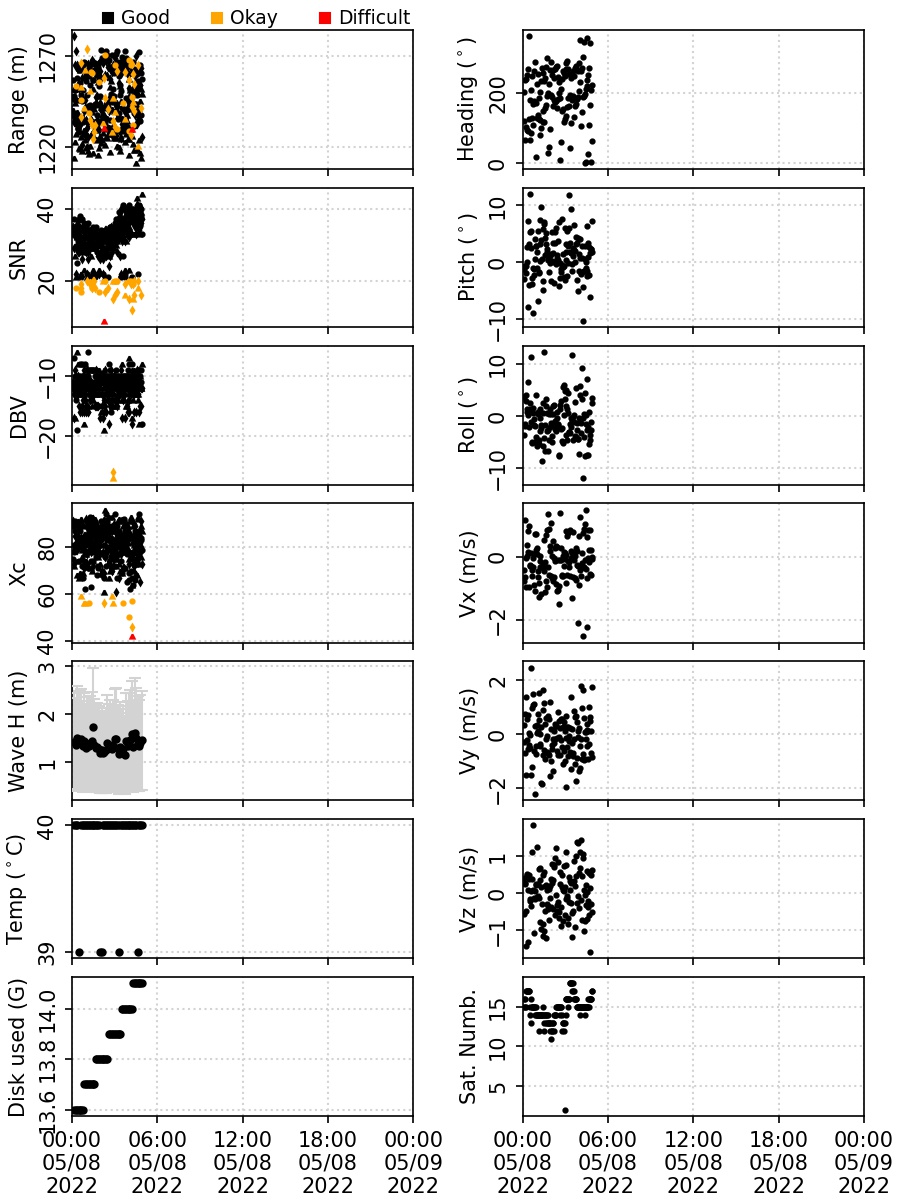 Good Okay Difficult
Range (m)
1270
1220
Heading (°)
200
0
SNR
40
20
Pitch (°)
10
0
−10
DBV
−10
−20
Roll (°)
10
0
−10
Xc
80
60
40
Vx (m/s)
0
−2
Wave H (m)
3
2
1
Vy (m/s)
2
0
−2
Temp (°C)
40
39
Vz (m/s)
1
0
−1
Disk used (G)
14.0
13.8
13.6
Sat. Numb.
15
10
5
00:00 06:00 12:00 18:00 00:00
05/08 05/08 05/08 05/08 05/09
2022 2022 2022 2022 2022
00:00 06:00 12:00 18:00 00:00
05/08 05/08 05/08 05/08 05/09
2022 2022 2022 2022 2022